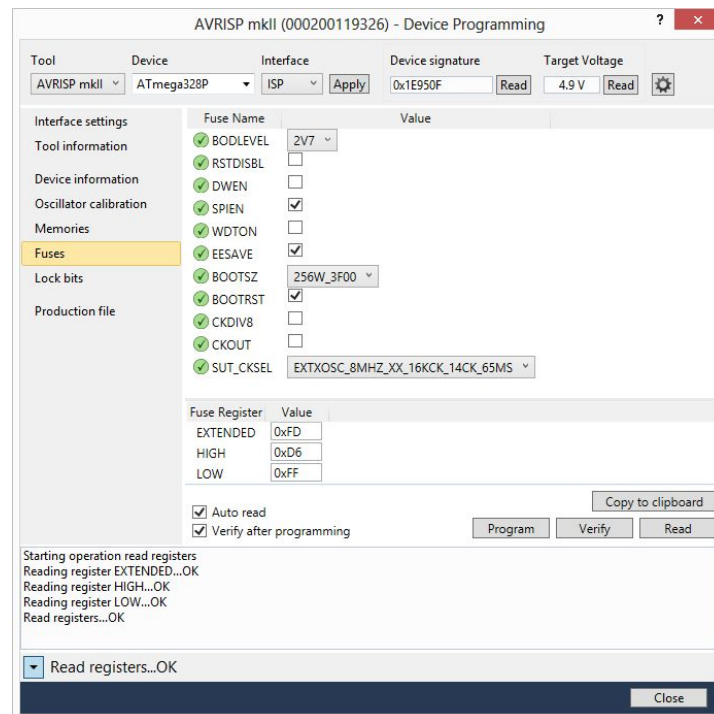 AVRISP mkII (000200119326) - Device Programming ?
Tool Device Interface Device signature Target Voltage
AVRISP mkII ATmega328P ISP Apply 0x1E950F Read 4.9 V Read
Interface settings
Tool information
Device information
Oscillator calibration
Memories
Fuses
Lock bits
Production file
Fuse Name Value
BODLEVEL 2V7
RSTDISBL
DWEN
SPIEN
WDTON
EESAVE
BOOTSZ 256W_3F00
BOOTRST
CKDIV8
CKOUT
SUT_CKSEL EXTXOSC_8MHZ_XX_16KCK_14CK_65MS
Fuse Register Value
EXTENDED 0xFD
HIGH 0xD6
LOW 0xFF
Copy to clipboard
Auto read
Verify after programming Program Verify Read
Starting operation read registers
Reading register EXTENDED...OK
Reading register HIGH...OK
Reading register LOW...OK
Read registers...OK
Read registers...OK
Close